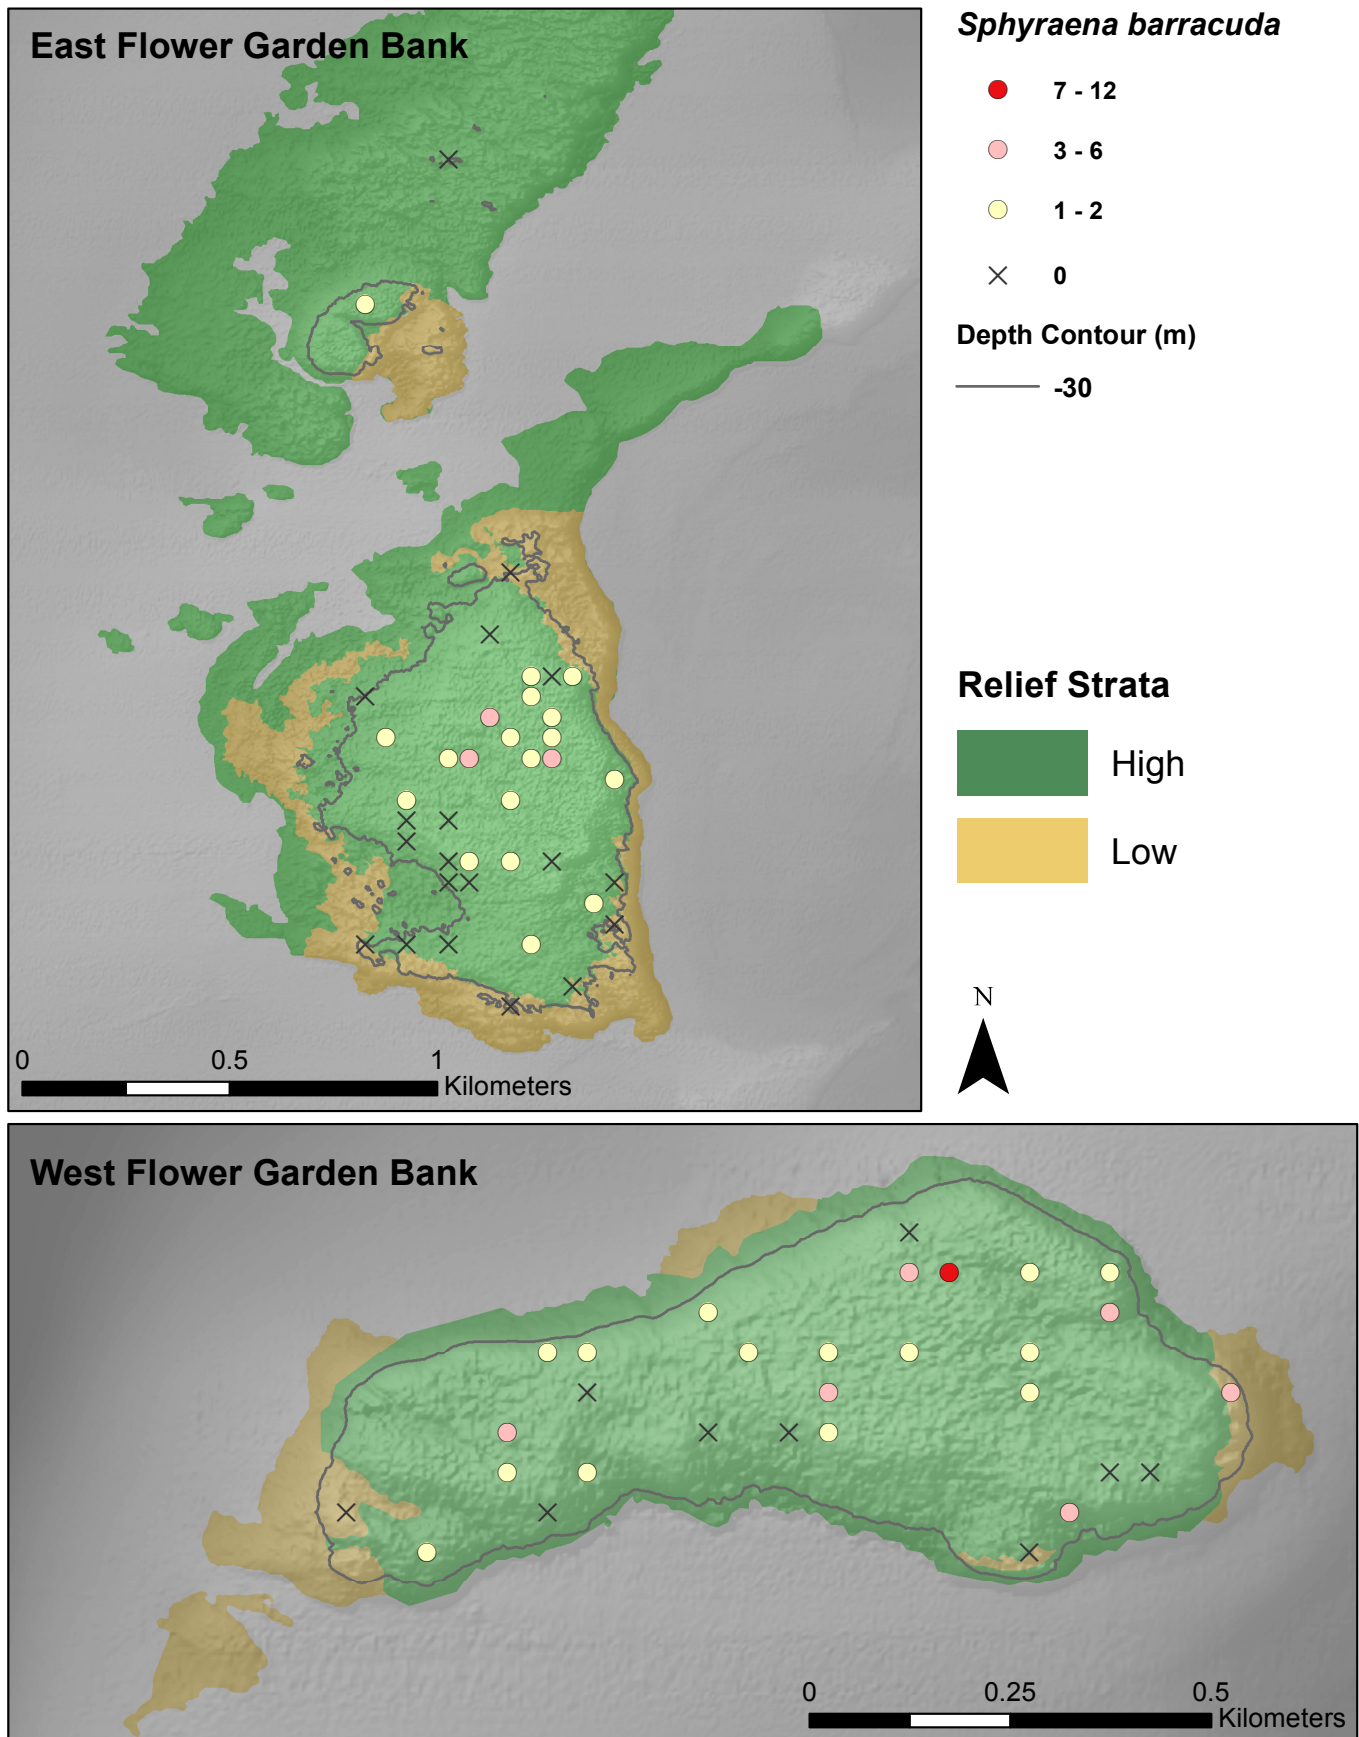 East Flower Garden Bank
0 0.5 1
Kilometers
Sphyraena barracuda
7 - 12
3 - 6
1 - 2
0
Depth Contour (m)
-30
Relief Strata
High
Low
N
West Flower Garden Bank
0 0.25 0.5
Kilometers